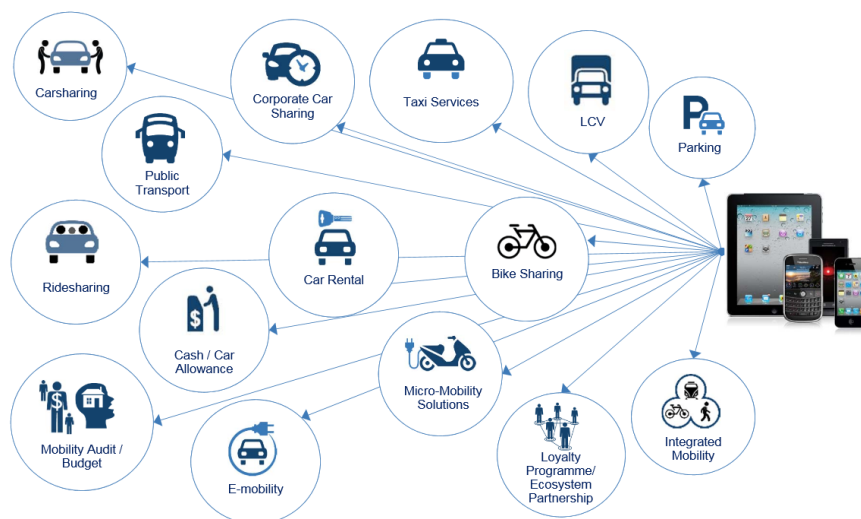 Carsharing
Corporate Car
Sharing
Taxi Services
LCV
Parking
Public
Transport
Ridesharing
Car Rental
Bike Sharing
Cash / Car
Allowance
Micro-Mobility
Solutions
Mobility Audit /
Budget
E-mobility
Loyalty
Programme/
Ecosystem
Partnership
Integrated
Mobility